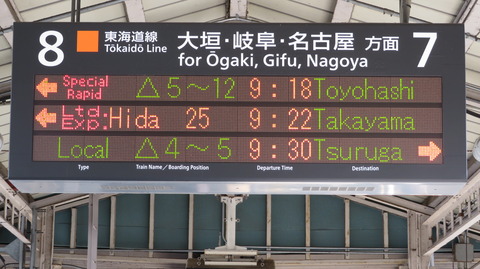 8 東海道線 大垣・岐阜・名古屋 方面 7
Tōkaidō Line for Ōgaki, Gifu, Nagoya
Special Rapid △ 5~12 9:18 Toyohashi
Ltd. Exp. Hida 25 9:22 Takayama
Local △ 4~5 9:30 Tsuruga
Type Train Name/Boarding Position Departure Time Destination